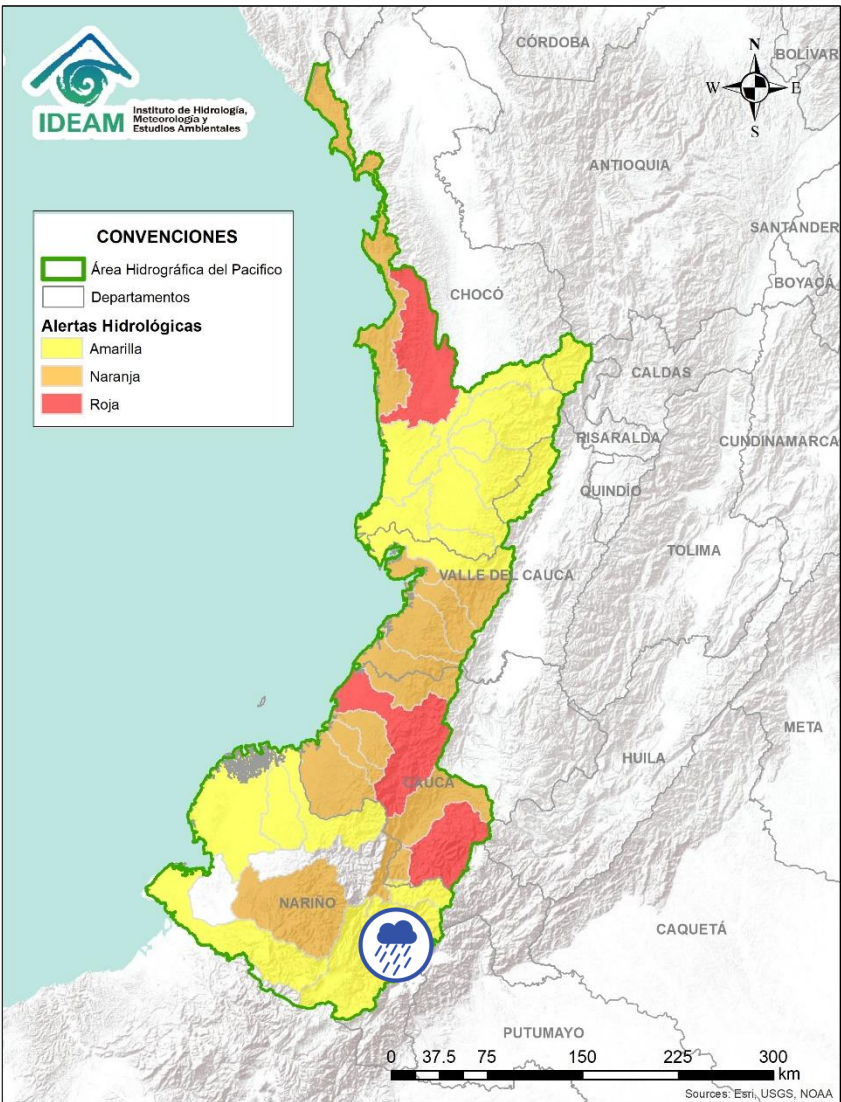 IDEAM
Instituto de Hidrología,
Meteorología y
Estudios Ambientales
N
W
E
S
CÓRDOBA
BOLÍVAR
ANTIOQUIA
SANTANDER
BOYACÁ
CHOCÓ
CALDAS
RISARALDA
CUNDINAMARCA
QUINDÍO
TOLIMA
VALLE DEL CAUCA
META
HUILA
CAUCA
NARIÑO
CAQUETÁ
PUTUMAYO
CONVENCIONES
Área Hidrográfica del Pacifico
Departamentos
Alertas Hidrológicas
Amarilla
Naranja
Roja
0 37.5 75 150 225 300
km
Sources: Esri, USGS, NOAA